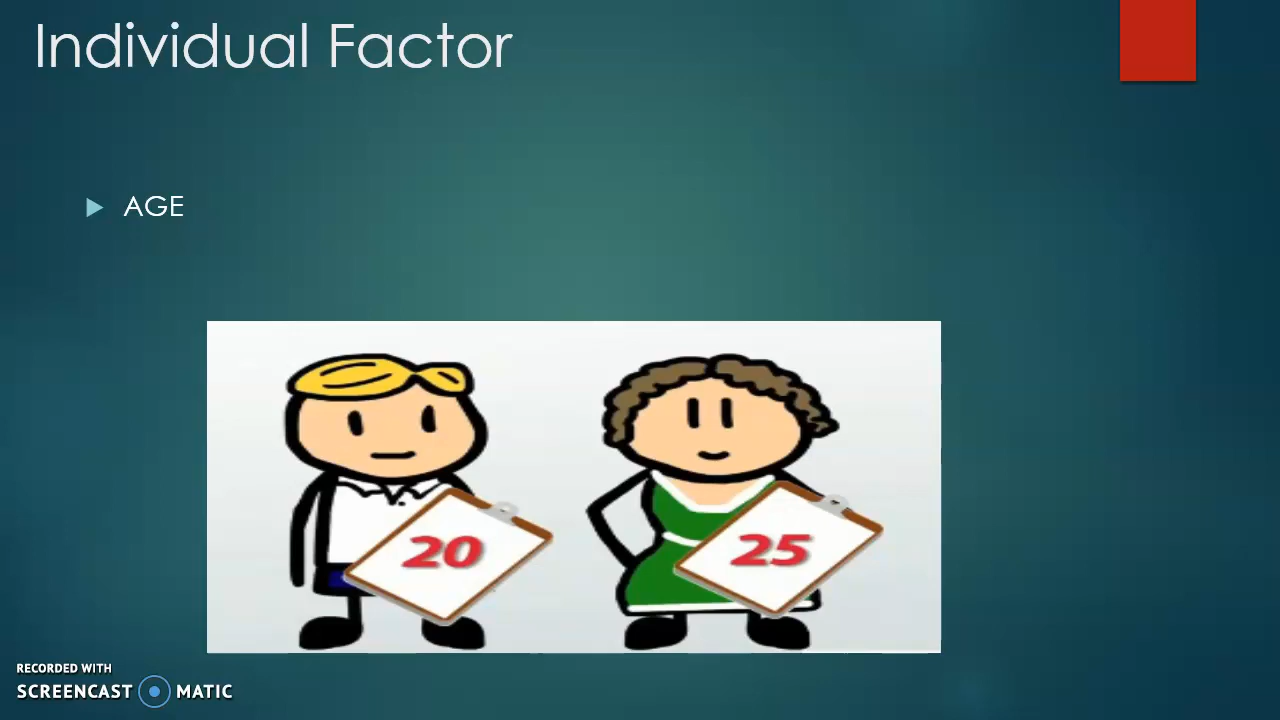 Individual Factor
AGE
20
25
RECORDED WITH
SCREENCAST MATIC